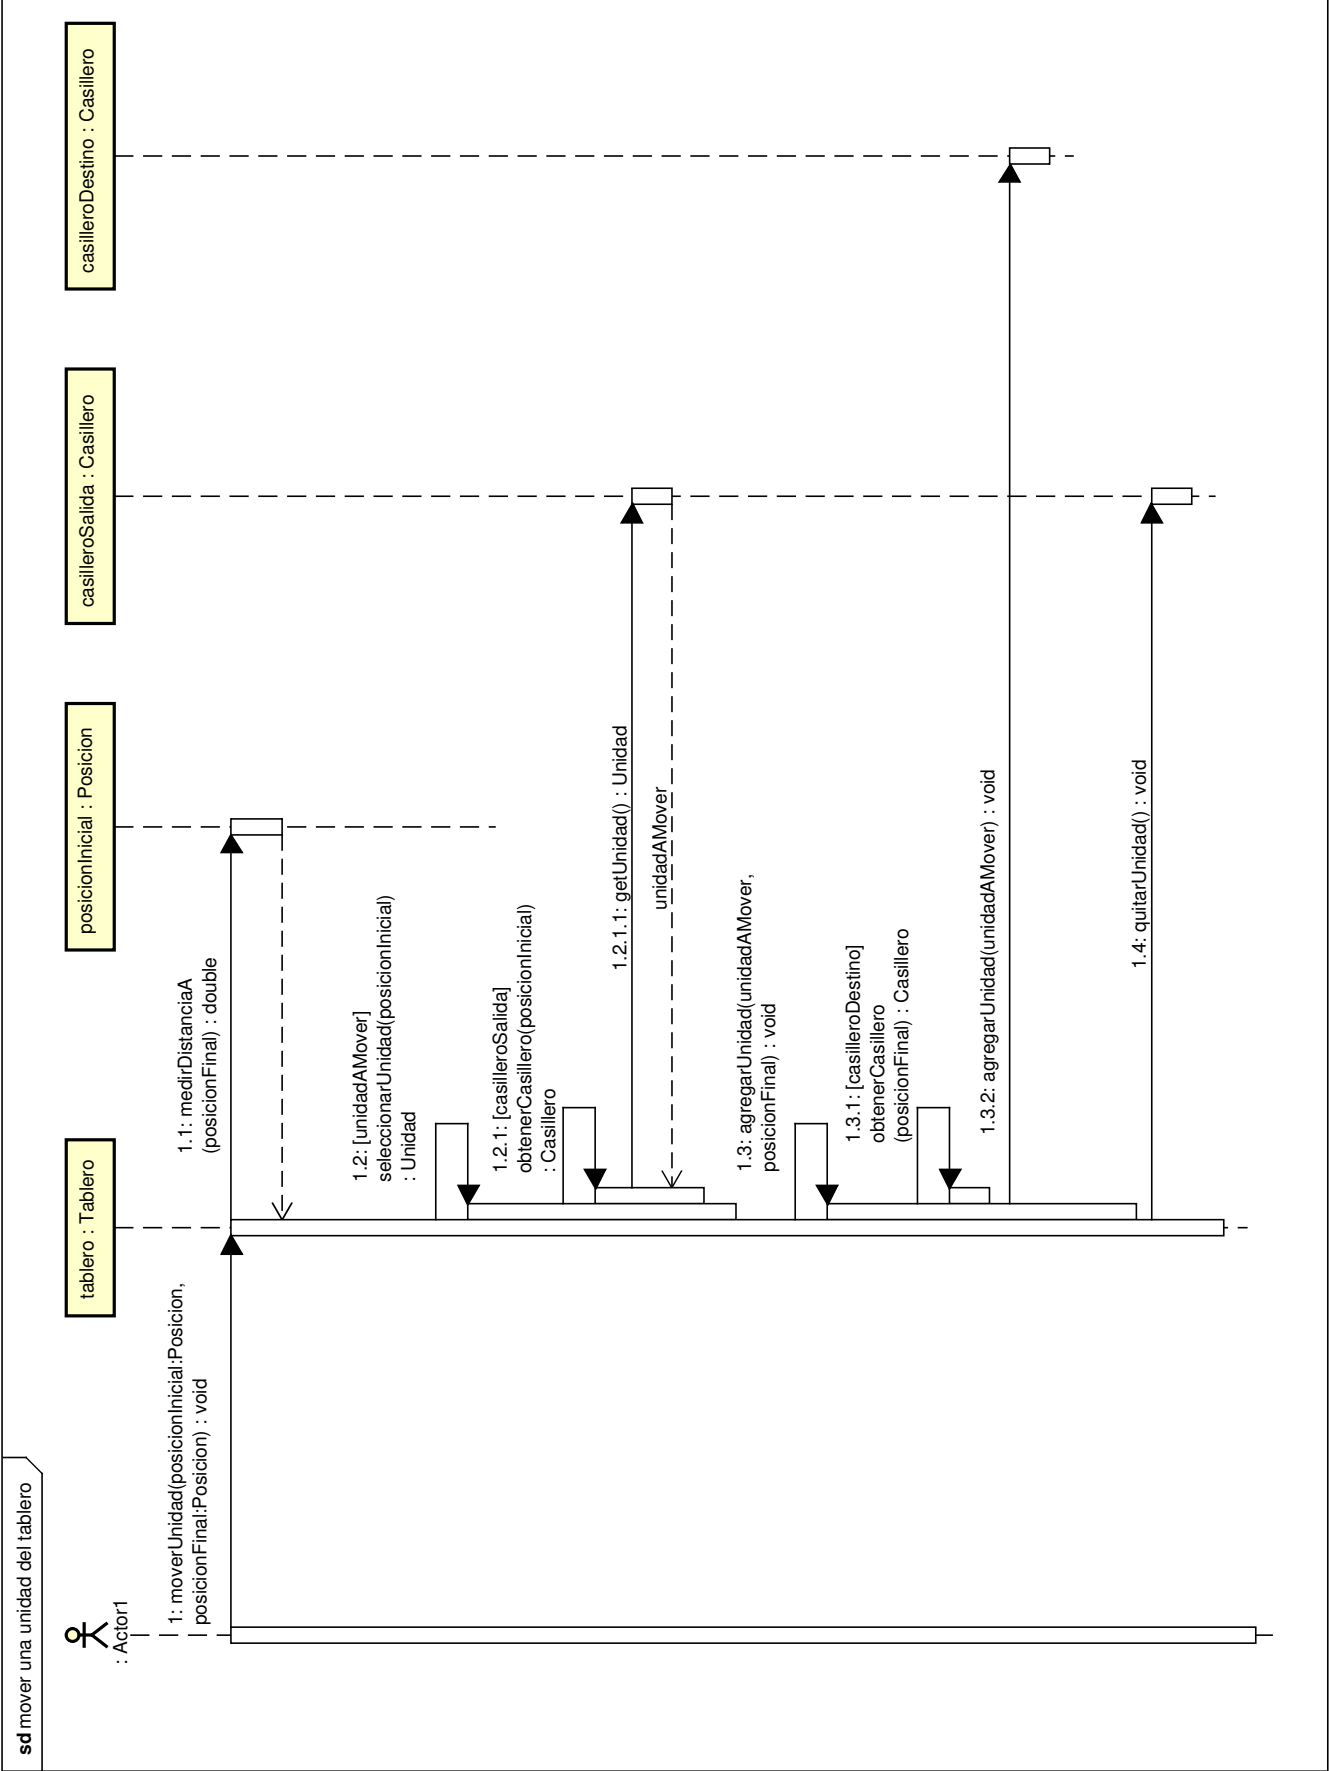 sd mover una unidad del tablero
: Actor1
tablero : Tablero
posicionInicial : Posicion
casilleroSalida : Casillero
casilleroDestino : Casillero
1: moverUnidad(posicionInicial:Posicion,
posicionFinal:Posicion) : void
1.1: medirDistanciaA
(posicionFinal) : double
1.2: [unidadAMover]
seleccionarUnidad(posicionInicial)
: Unidad
1.2.1: [casilleroSalida]
obtenerCasillero(posicionInicial)
: Casillero
1.2.1.1: getUnidad() : Unidad
unidadAMover
1.3: agregarUnidad(unidadAMover,
posicionFinal) : void
1.3.1: [casilleroDestino]
obtenerCasillero
(posicionFinal) : Casillero
1.3.2: agregarUnidad(unidadAMover) : void
1.4: quitarUnidad() : void